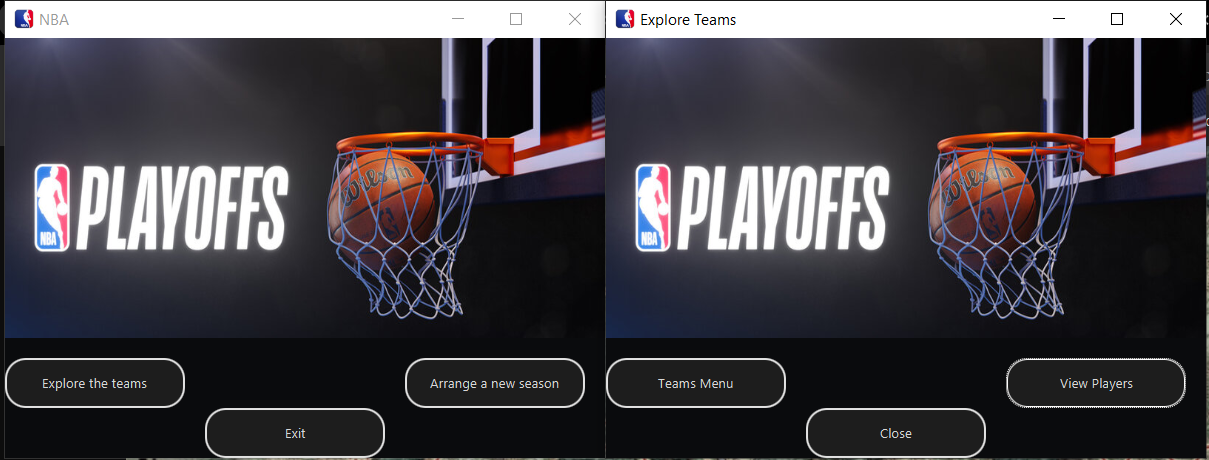 NBA
NBA
PLAYOFFS
Wilson
Explore the teams
Arrange a new season
Exit
Explore Teams
NBA
PLAYOFFS
Wilson
Teams Menu
View Players
Close